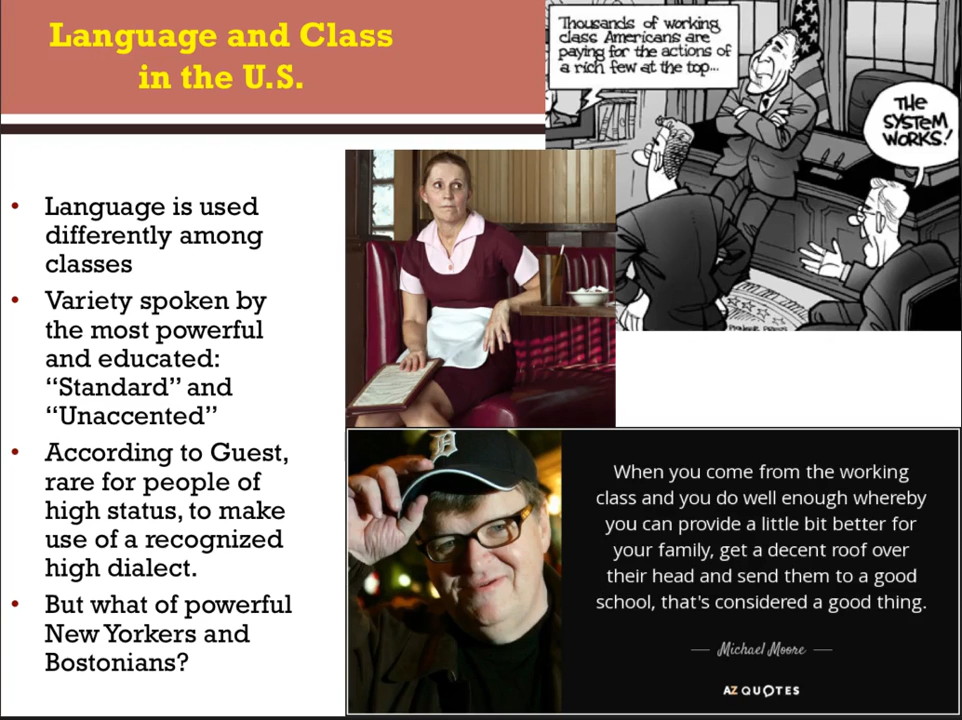 Language and Class
in the U.S.
Thousands of working
class Americans are
paying for the actions of
a rich few at the top...
THE
SYSTEM
WORKS!
PIONEER PRESS
• Language is used
differently among
classes
• Variety spoken by
the most powerful
and educated:
“Standard” and
“Unaccented”
• According to Guest,
rare for people of
high status, to make
use of a recognized
high dialect.
• But what of powerful
New Yorkers and
Bostonians?
When you come from the working
class and you do well enough whereby
you can provide a little bit better for
your family, get a decent roof over
their head and send them to a good
school, that's considered a good thing.
— Michael Moore —
AZ QUOTES